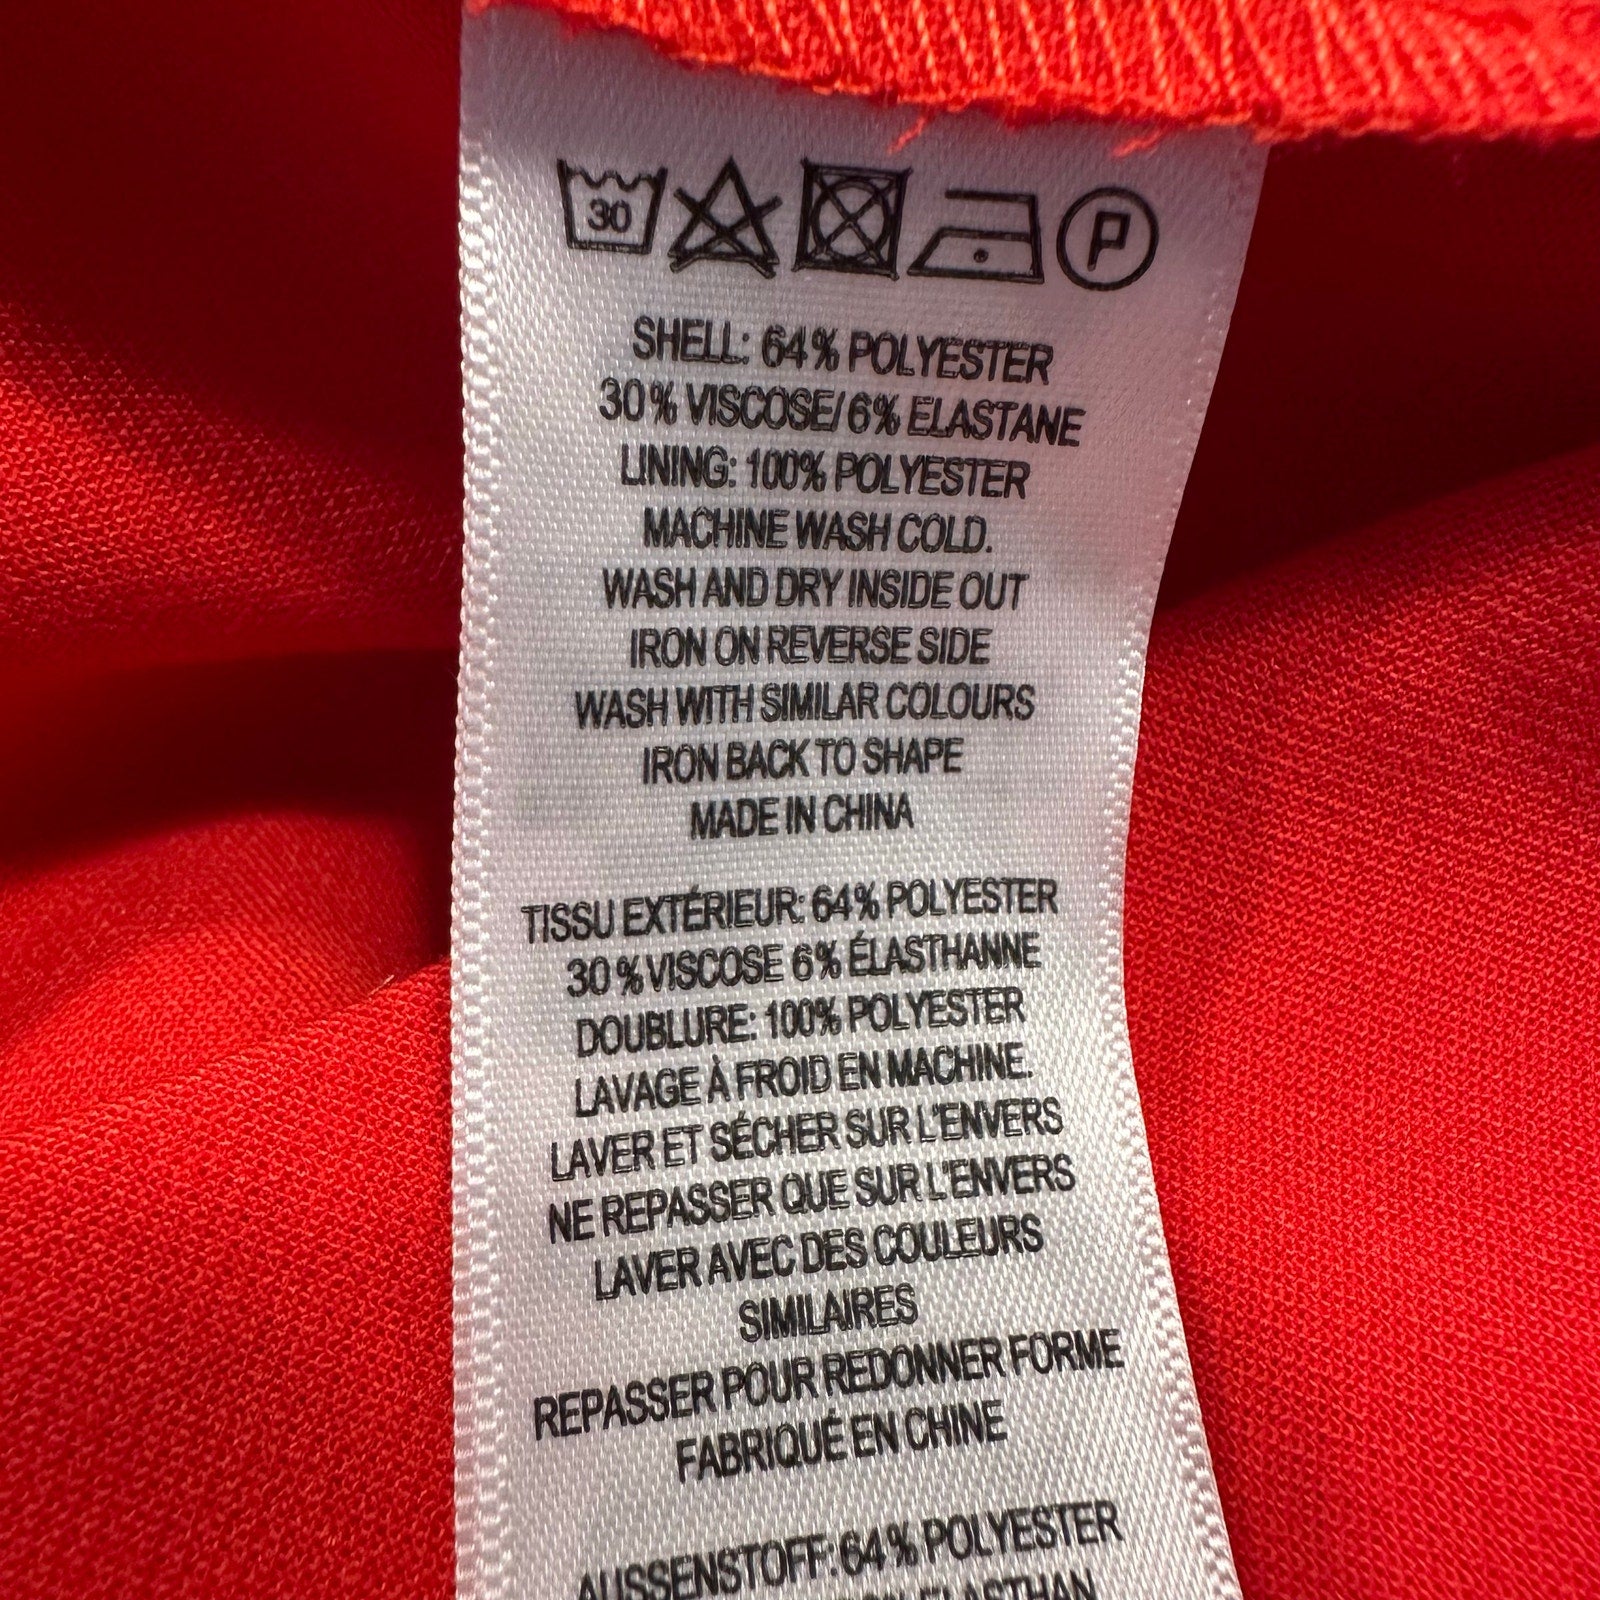 30
P
SHELL: 64% POLYESTER
30% VISCOSE/ 6% ELASTANE
LINING: 100% POLYESTER
MACHINE WASH COLD.
WASH AND DRY INSIDE OUT
IRON ON REVERSE SIDE
WASH WITH SIMILAR COLOURS
IRON BACK TO SHAPE
MADE IN CHINA
TISSU EXTÉRIEUR: 64% POLYESTER
30% VISCOSE 6% ÉLASTHANNE
DOUBLURE: 100% POLYESTER
LAVAGE À FROID EN MACHINE.
LAVER ET SÉCHER SUR L'ENVERS
NE REPASSER QUE SUR L'ENVERS
LAVER AVEC DES COULEURS
SIMILAIRES
REPASSER POUR REDONNER FORME
FABRIQUÉ EN CHINE
AUSSENSTOFF: 64% POLYESTER
ELASTHAN